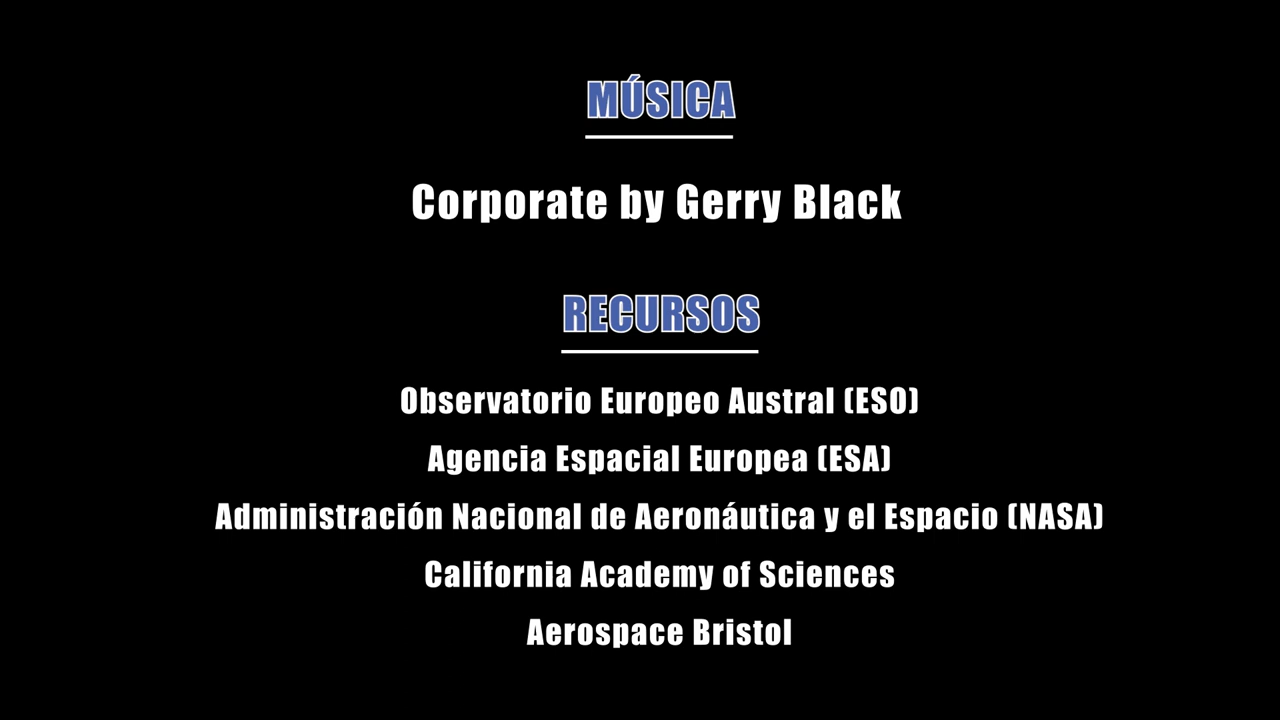 MÚSICA
Corporate by Gerry Black
RECURSOS
Observatorio Europeo Austral (ESO)
Agencia Espacial Europea (ESA)
Administración Nacional de Aeronáutica y el Espacio (NASA)
California Academy of Sciences
Aerospace Bristol